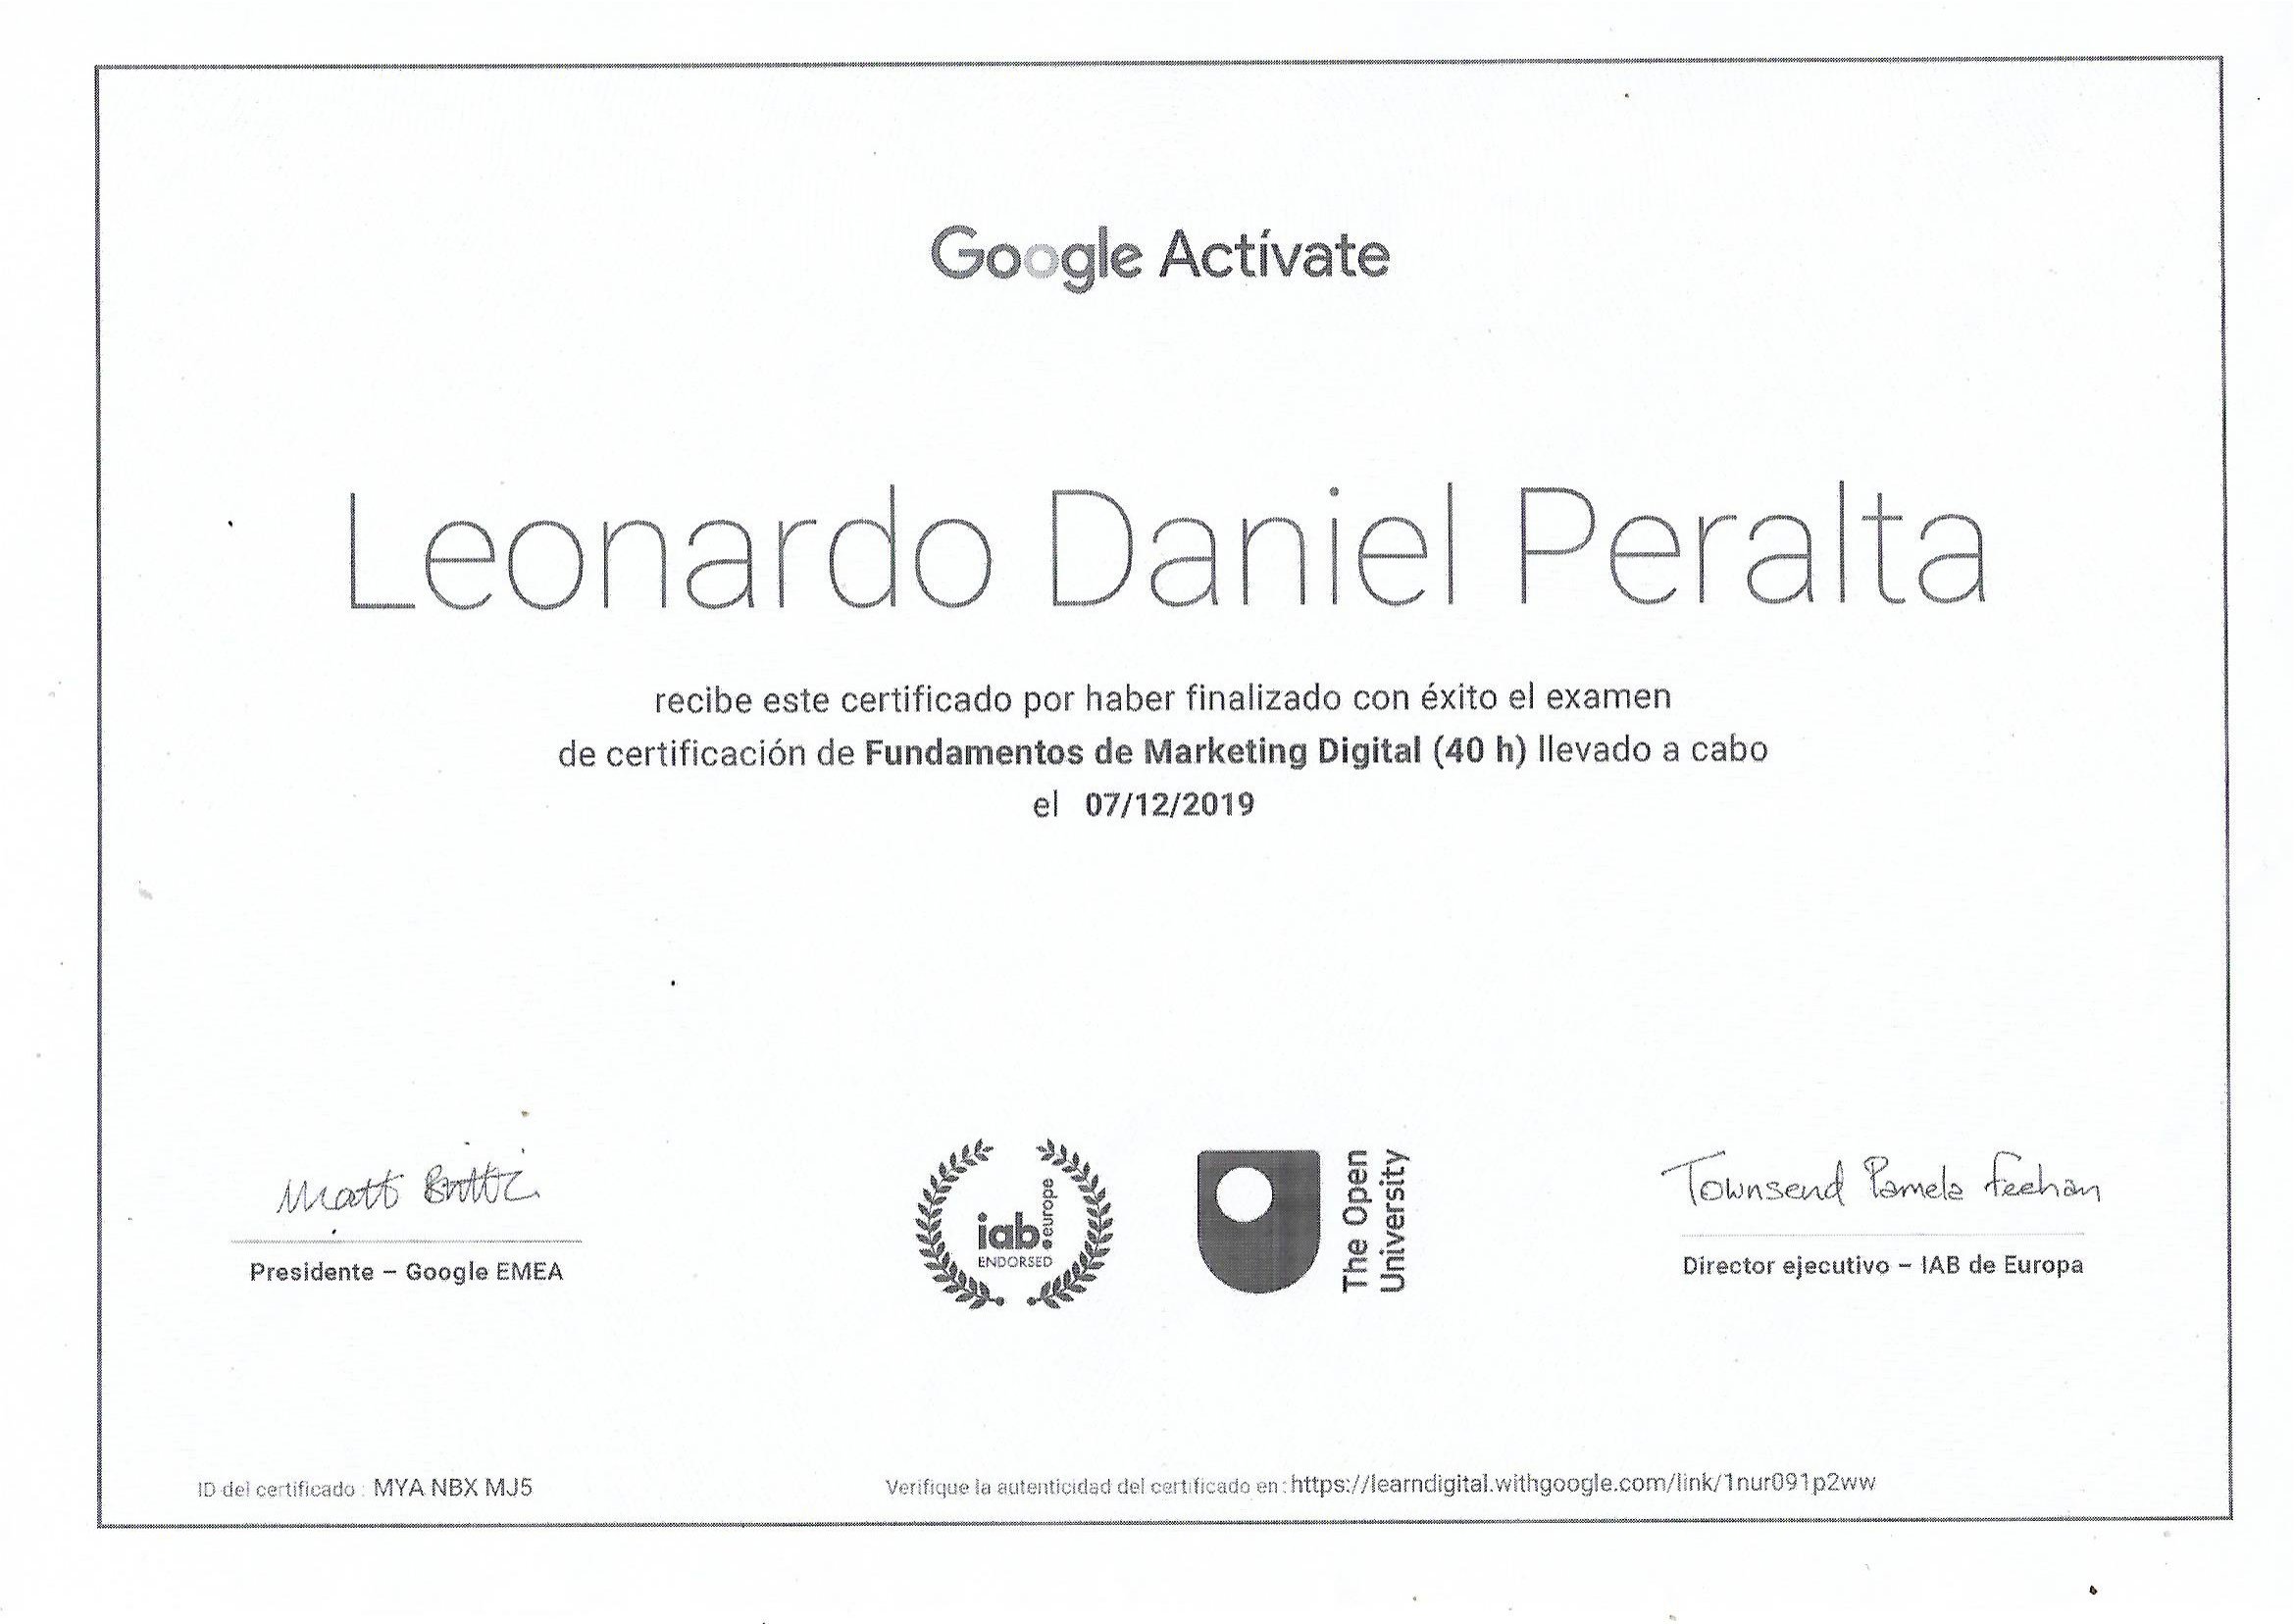 Google Actívate
Leonardo Daniel Peralta
recibe este certificado por haber finalizado con éxito el examen
de certificación de Fundamentos de Marketing Digital (40 h) llevado a cabo
el 07/12/2019
Matt Brittin
Presidente – Google EMEA
iab.europe
ENDORSED
The Open
University
Townsend Pamela Feehan
Director ejecutivo – IAB de Europa
ID del certificado : MYA NBX MJ5
Verifique la autenticidad del certificado en : https://learndigital.withgoogle.com/link/1nur091p2ww